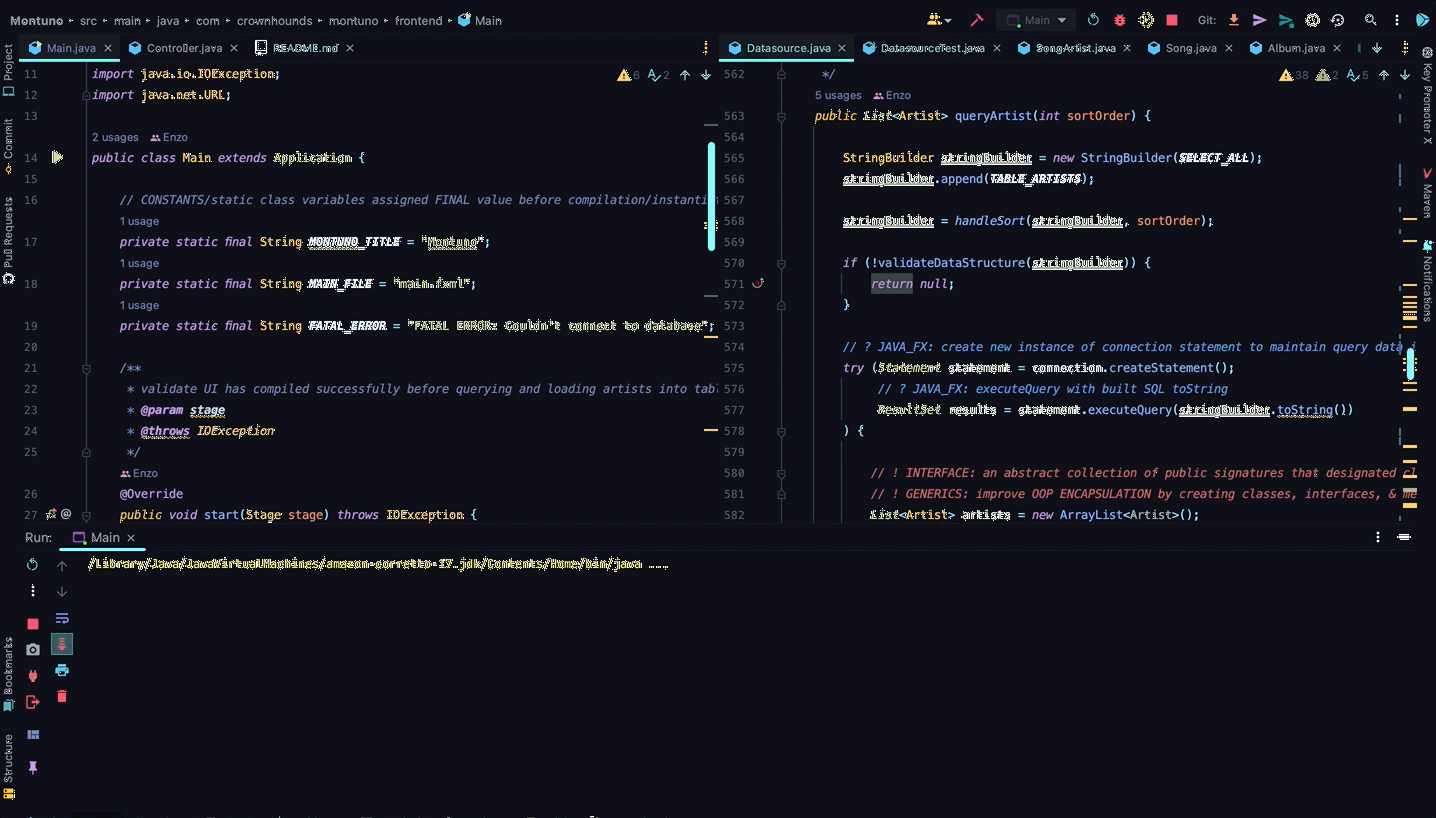 Montuno › src › main › java › com › crownhounds › montuno › frontend › Main
Main
Git:
Project
Commit
Pull Requests
Bookmarks
Structure
Main.java
Controller.java
README.md
11 import java.io.IOException;
12 import java.net.URL;
13
2 usages Enzo
14 public class Main extends Application {
15
16 // CONSTANTS/static class variables assigned FINAL value before compilation/instanti
1 usage
17 private static final String MONTUNO_TITLE = "Montuno";
1 usage
18 private static final String MAIN_FILE = "main.fxml";
1 usage
19 private static final String FATAL_ERROR = "FATAL ERROR: Couldn't connect to database";
20
21 /**
22 * validate UI has compiled successfully before querying and loading artists into tabl
23 * @param stage
24 * @throws IOException
25 */
Enzo
26 @Override
27 public void start(Stage stage) throws IOException {
6 2
Datasource.java
DatasourceTest.java
SongArtist.java
Song.java
Album.java
38 2 5
562 */
5 usages Enzo
563 public List<Artist> queryArtist(int sortOrder) {
564
565 StringBuilder stringBuilder = new StringBuilder(SELECT_ALL);
566 stringBuilder.append(TABLE_ARTISTS);
567
568 stringBuilder = handleSort(stringBuilder, sortOrder);
569
570 if (!validateDataStructure(stringBuilder)) {
571 return null;
572 }
573
574 // ? JAVA_FX: create new instance of connection statement to maintain query data i
575 try (Statement statement = connection.createStatement();
576 // ? JAVA_FX: executeQuery with built SQL toString
577 ResultSet results = statement.executeQuery(stringBuilder.toString())
578 ) {
579
580 // ! INTERFACE: an abstract collection of public signatures that designated cl
581 // ! GENERICS: improve OOP ENCAPSULATION by creating classes, interfaces, & me
582 List<Artist> artists = new ArrayList<Artist>();
Key Promoter X
Maven
Notifications
Run: Main
/Library/Java/JavaVirtualMachines/amazon-corretto-17.jdk/Contents/Home/bin/java ...